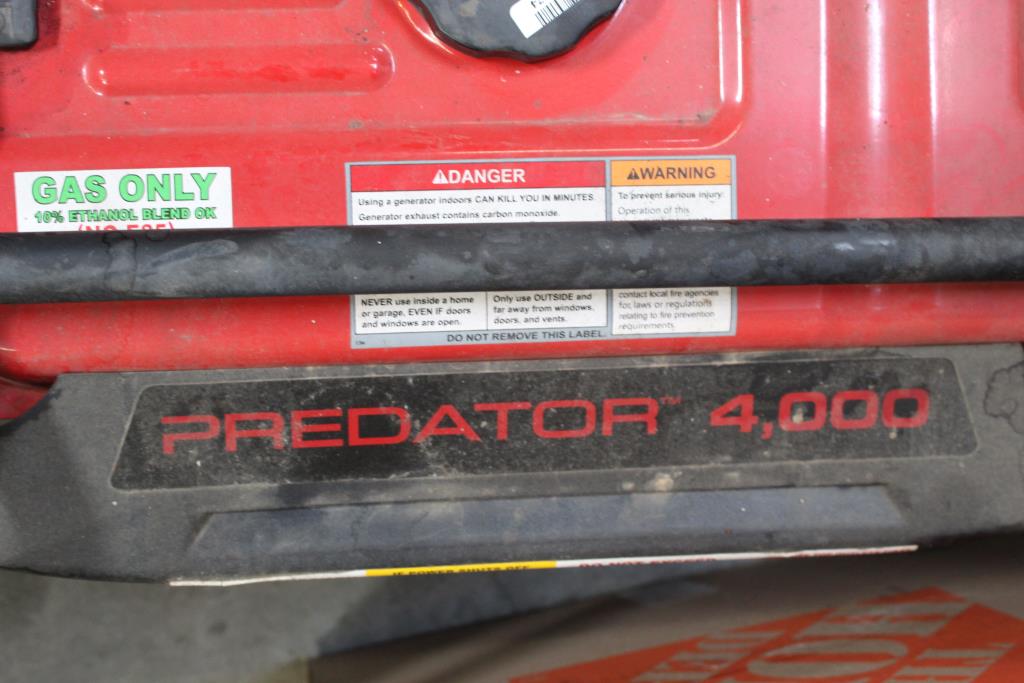 GAS ONLY
10% ETHANOL BLEND OK
DANGER
Using a generator indoors CAN KILL YOU IN MINUTES.
Generator exhaust contains carbon monoxide.
WARNING
To prevent serious injury:
Operation of this
NEVER use inside a home
or garage, EVEN IF doors
and windows are open.
Only use OUTSIDE and
far away from windows,
doors, and vents.
contact local fire agencies
for laws or regulations
relating to fire prevention
requirements.
DO NOT REMOVE THIS LABEL.
PREDATOR™ 4,000